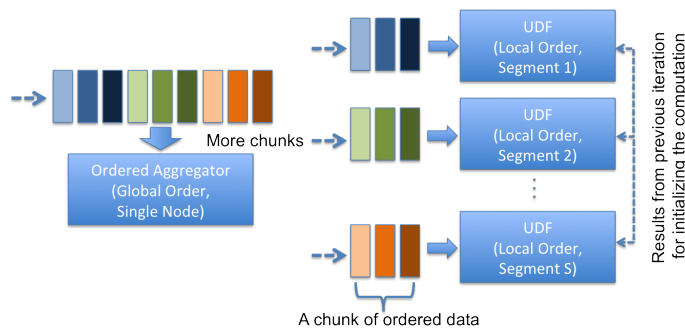 More chunks
Ordered Aggregator
(Global Order,
Single Node)
UDF
(Local Order,
Segment 1)
UDF
(Local Order,
Segment 2)
UDF
(Local Order,
Segment S)
A chunk of ordered data
Results from previous iteration
for initializing the computation